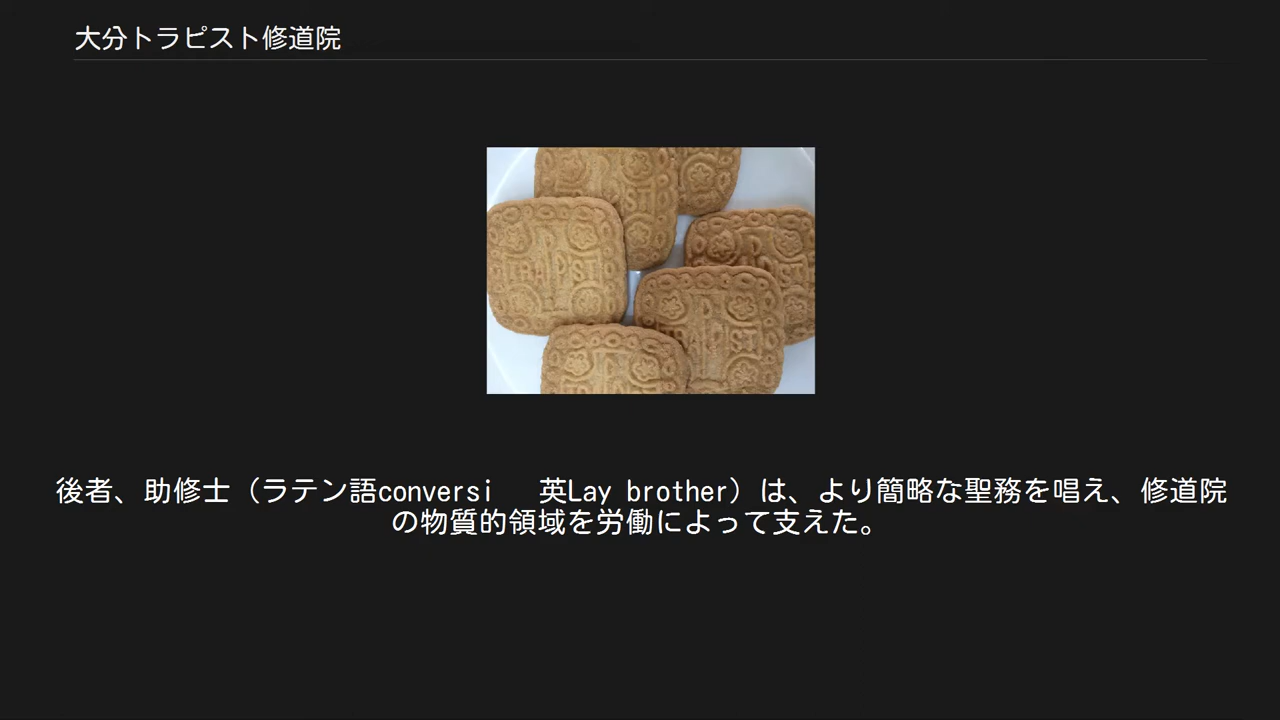 大分トラピスト修道院
TRAPIST
後者、助修士（ラテン語conversi　英Lay brother）は、より簡略な聖務を唱え、修道院
の物質的領域を労働によって支えた。